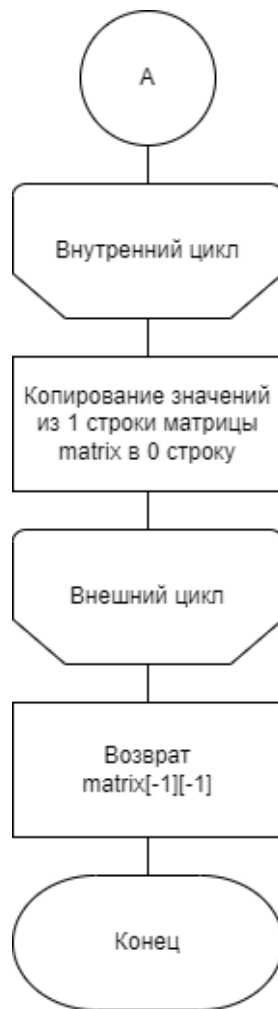 А
Внутренний цикл
Копирование значений
из 1 строки матрицы
matrix в 0 строку
Внешний цикл
Возврат
matrix[-1][-1]
Конец